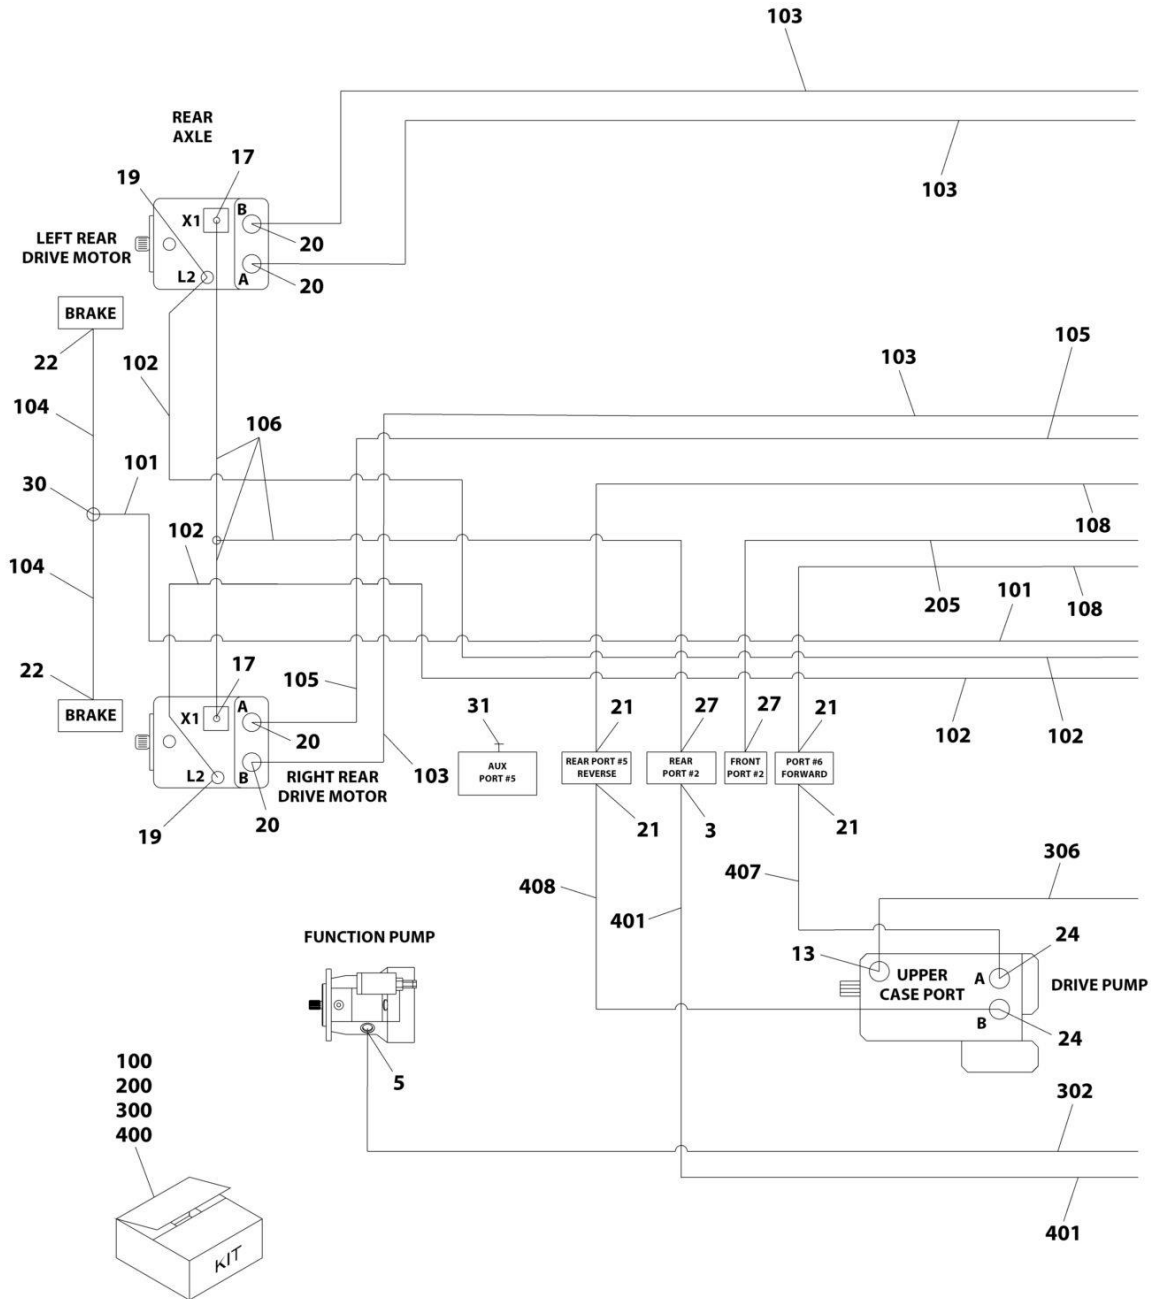 103
REAR
AXLE
17
19
103
X1
B
20
LEFT REAR
DRIVE MOTOR
L2
A
20
BRAKE
105
22
102
103
104
106
101
30
108
102
104
205
108
101
22
17
105
31
21
27
27
21
102
102
BRAKE
X1
A
20
AUX
PORT #5
REAR PORT #5
REVERSE
REAR
PORT #2
FRONT
PORT #2
PORT #6
FORWARD
L2
B
RIGHT REAR
DRIVE MOTOR
103
19
20
21
3
21
408
407
306
401
FUNCTION PUMP
13
24
UPPER
CASE PORT
A
DRIVE PUMP
B
24
5
100
200
300
400
302
401
KIT